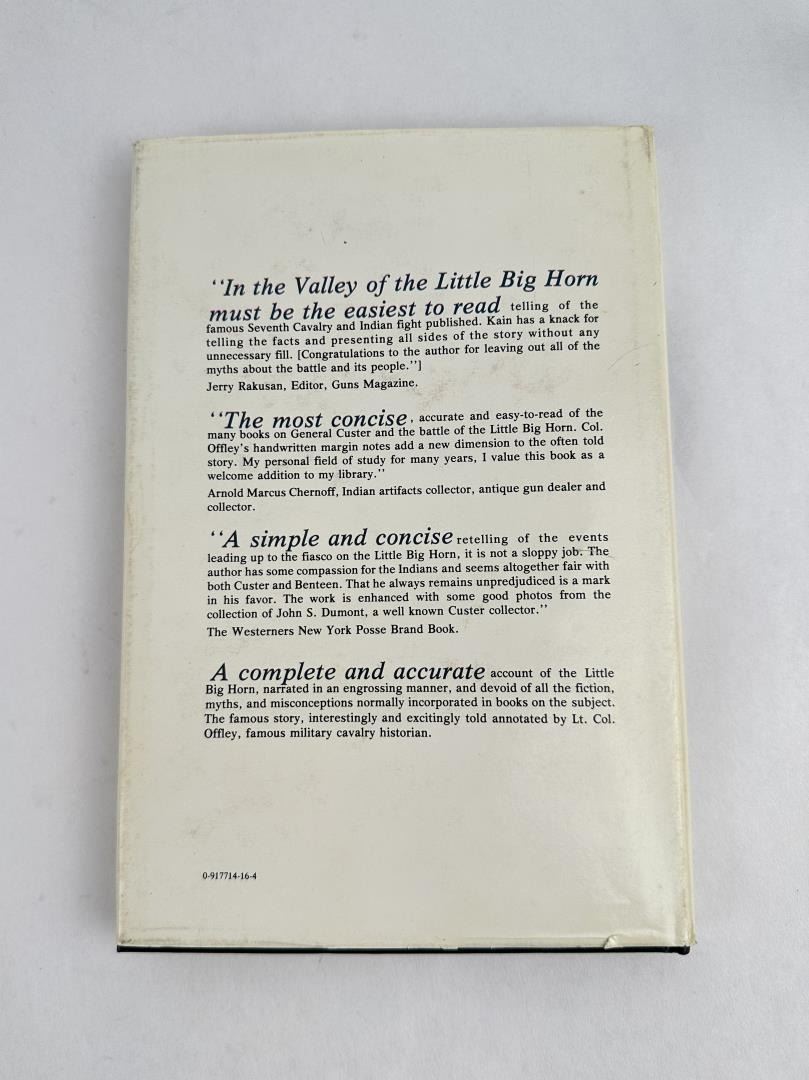 "In the Valley of the Little Big Horn
must be the easiest to read telling of the
famous Seventh Cavalry and Indian fight published. Kain has a knack for
telling the facts and presenting all sides of the story without any
unnecessary fill. [Congratulations to the author for leaving out all of the
myths about the battle and its people."]
Jerry Rakusan, Editor, Guns Magazine.
"The most concise, accurate and easy-to-read of the
many books on General Custer and the battle of the Little Big Horn. Col.
Offley's handwritten margin notes add a new dimension to the often told
story. My personal field of study for many years, I value this book as a
welcome addition to my library."
Arnold Marcus Chernoff, Indian artifacts collector, antique gun dealer and
collector.
"A simple and concise retelling of the events
leading up to the fiasco on the Little Big Horn, it is not a sloppy job. The
author has some compassion for the Indians and seems altogether fair with
both Custer and Benteen. That he always remains unpredjudiced is a mark
in his favor. The work is enhanced with some good photos from the
collection of John S. Dumont, a well known Custer collector."
The Westerners New York Posse Brand Book.
A complete and accurate account of the Little
Big Horn, narrated in an engrossing manner, and devoid of all the fiction,
myths, and misconceptions normally incorporated in books on the subject.
The famous story, interestingly and excitingly told annotated by Lt. Col.
Offley, famous military cavalry historian.
0-917714-16-4